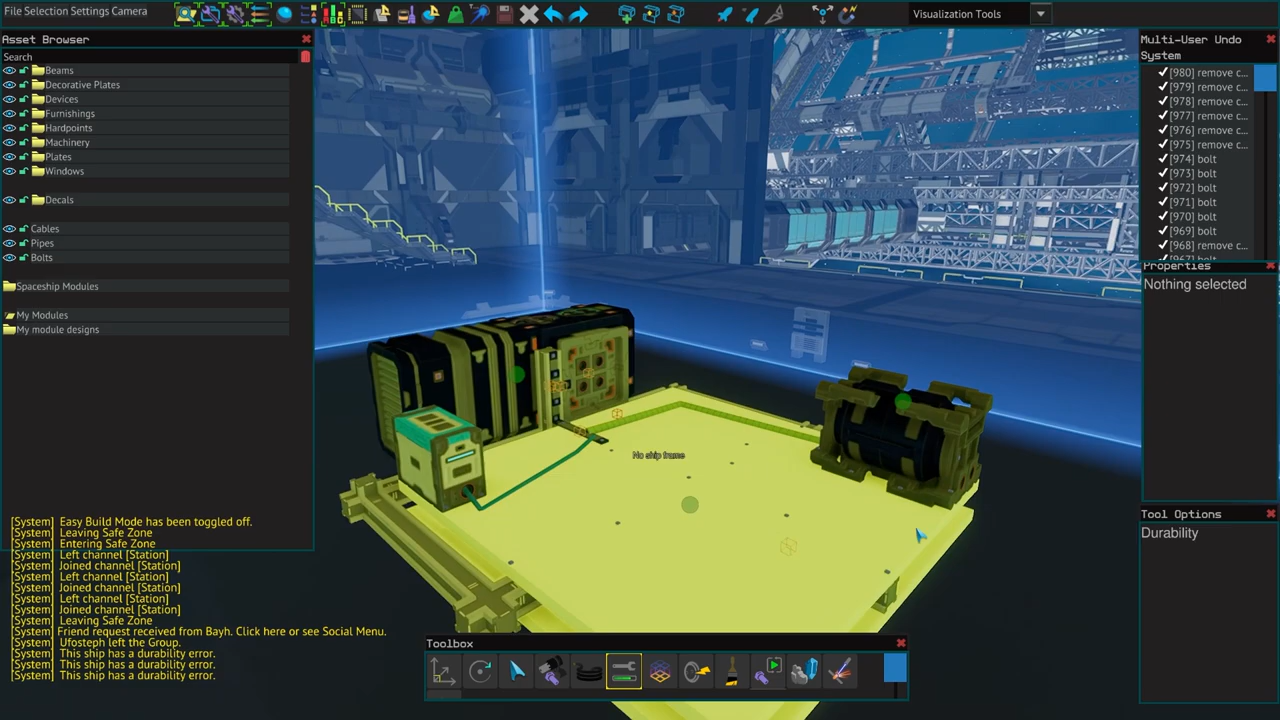 File Selection Settings Camera
Visualization Tools
Asset Browser
Search
Beams
Decorative Plates
Devices
Furnishings
Hardpoints
Machinery
Plates
Windows
Decals
Cables
Pipes
Bolts
Spaceship Modules
My Modules
My module designs
Multi-User Undo
System
[980] remove c...
[979] remove c...
[978] remove c...
[977] remove c...
[976] remove c...
[975] remove c...
[974] bolt
[973] bolt
[972] bolt
[971] bolt
[970] bolt
[969] bolt
[968] remove c...
[967] bolt
Properties
Nothing selected
No ship frame
Tool Options
Durability
[System] Easy Build Mode has been toggled off.
[System] Leaving Safe Zone
[System] Entering Safe Zone
[System] Left channel [Station]
[System] Joined channel [Station]
[System] Left channel [Station]
[System] Joined channel [Station]
[System] Left channel [Station]
[System] Joined channel [Station]
[System] Leaving Safe Zone
[System] Friend request received from Bayh. Click here or see Social Menu.
[System] Ufosteph left the Group.
[System] This ship has a durability error.
[System] This ship has a durability error.
[System] This ship has a durability error.
Toolbox